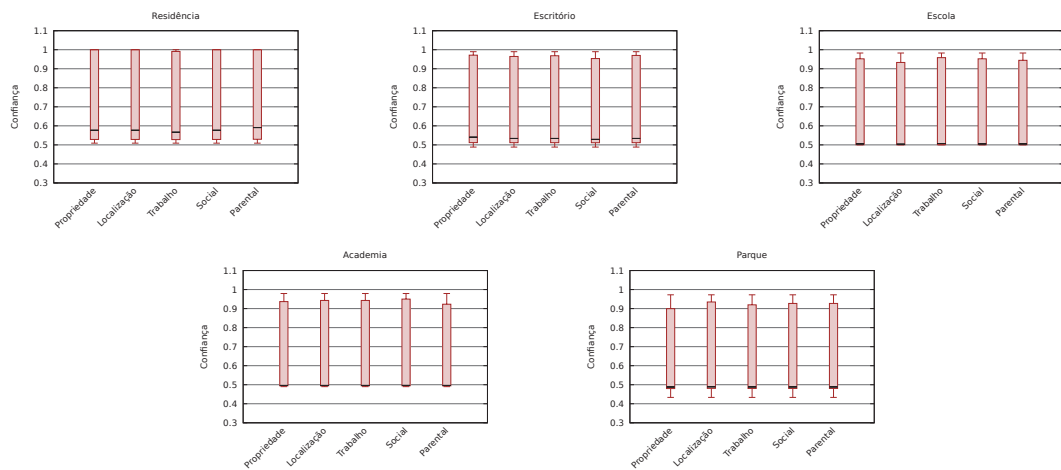 Residência
1.1
1
0.9
0.8
0.7
0.6
0.5
0.4
0.3
Confiança
Propriedade
Localização
Trabalho
Social
Parental
Escritório
1.1
1
0.9
0.8
0.7
0.6
0.5
0.4
0.3
Confiança
Propriedade
Localização
Trabalho
Social
Parental
Escola
1.1
1
0.9
0.8
0.7
0.6
0.5
0.4
0.3
Confiança
Propriedade
Localização
Trabalho
Social
Parental
Academia
1.1
1
0.9
0.8
0.7
0.6
0.5
0.4
0.3
Confiança
Propriedade
Localização
Trabalho
Social
Parental
Parque
1.1
1
0.9
0.8
0.7
0.6
0.5
0.4
0.3
Confiança
Propriedade
Localização
Trabalho
Social
Parental